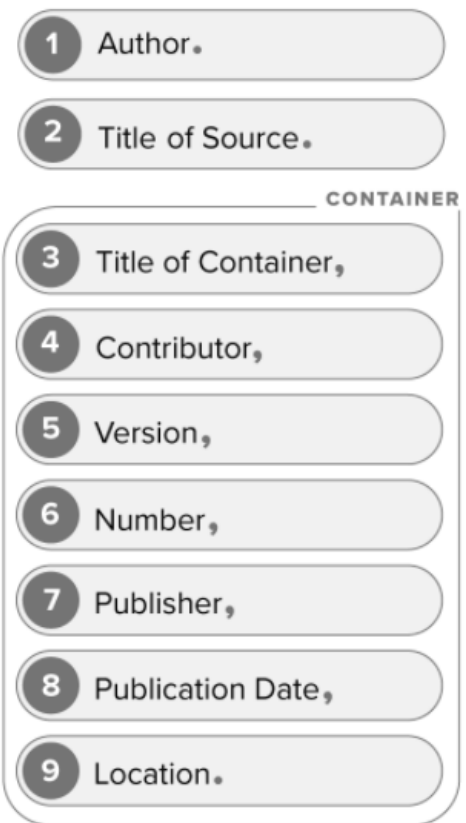 1 Author.
2 Title of Source.
CONTAINER
3 Title of Container,
4 Contributor,
5 Version,
6 Number,
7 Publisher,
8 Publication Date,
9 Location.